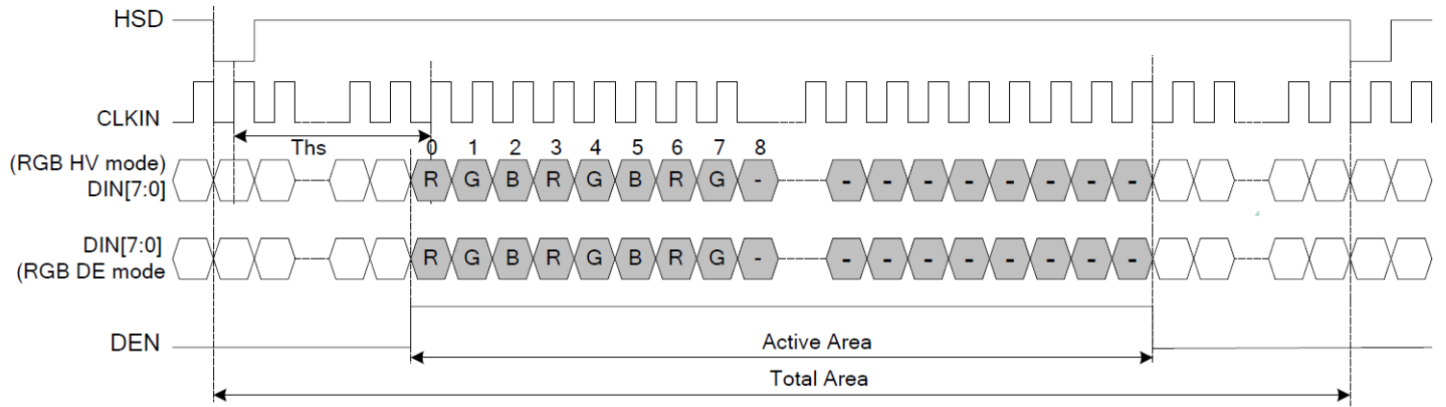 HSD
CLKIN
Ths
0 1 2 3 4 5 6 7 8
(RGB HV mode)
DIN[7:0]
R G B R G B R G - - - - - - - - -
DIN[7:0]
(RGB DE mode
R G B R G B R G - - - - - - - - -
DEN
Active Area
Total Area